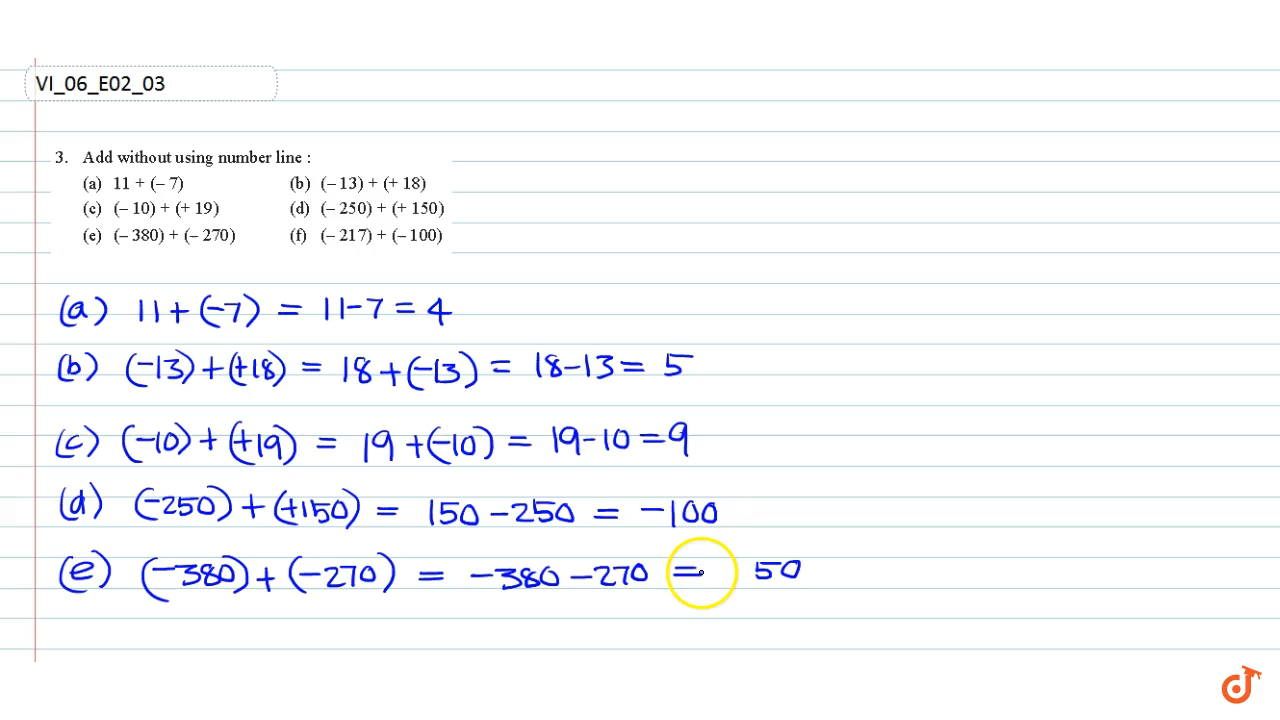 VI_06_E02_03
3. Add without using number line :
(a) 11 + (– 7) (b) (– 13) + (+ 18)
(c) (– 10) + (+ 19) (d) (– 250) + (+ 150)
(e) (– 380) + (– 270) (f) (– 217) + (– 100)
(a) 11 + (-7) = 11 - 7 = 4
(b) (-13) + (+18) = 18 + (-13) = 18 - 13 = 5
(c) (-10) + (+19) = 19 + (-10) = 19 - 10 = 9
(d) (-250) + (+150) = 150 - 250 = -100
(e) (-380) + (-270) = -380 - 270 = 50